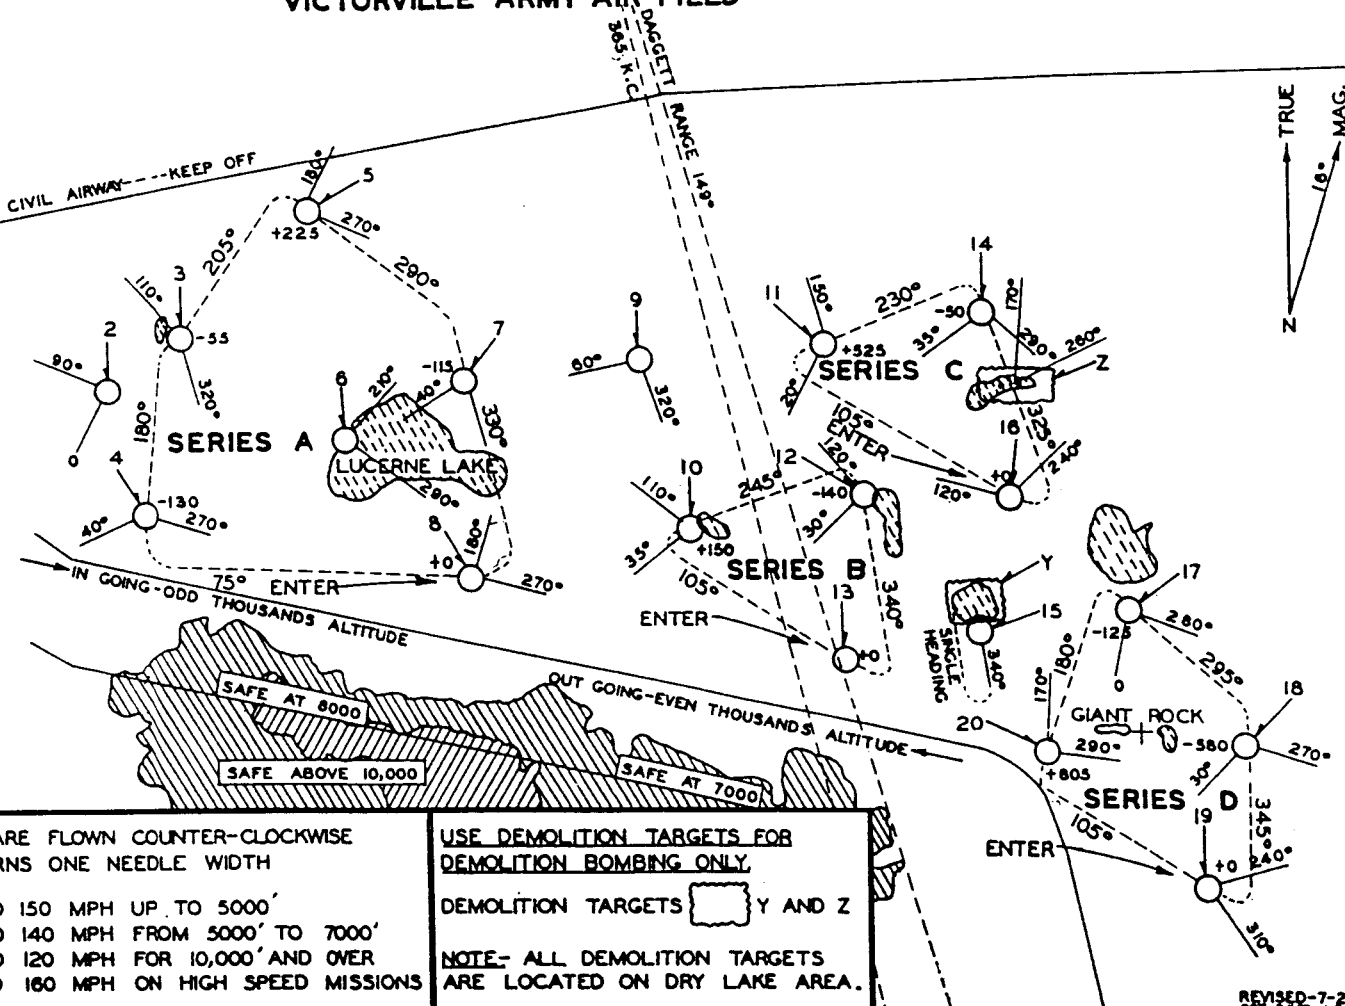 VICTORVILLE ARMY AIR FIELD
365, K.C.
DAGGETT RANGE 149°
TRUE
MAG.
16°
N
CIVIL AIRWAY----KEEP OFF
180°
5
270°
+225
205°
290°
3
110°
-55
320°
2
90°
0
180°
SERIES A
4
-130
40°
270°
6
210°
40°
-115
7
330°
LUCERNE LAKE
290°
8
+0
180°
270°
75°
ENTER
9
60°
320°
11
150°
+525
20°
230°
14
-50
35°
170°
290°
260°
Z
SERIES C
105°
ENTER
325°
16
+0
120°
240°
10
110°
35°
+150
245°
12
120°
-140
30°
SERIES B
105°
340°
13
+0
ENTER
Y
15
SINGLE HEADING
340°
17
-125
280°
0
180°
295°
170°
20
290°
+605
GIANT ROCK
18
-580
270°
30°
SERIES D
105°
345°
19
+0
240°
310°
ENTER
IN GOING-ODD THOUSANDS ALTITUDE
OUT GOING-EVEN THOUSANDS ALTITUDE
SAFE AT 8000
SAFE ABOVE 10,000
SAFE AT 7000
ARE FLOWN COUNTER-CLOCKWISE
RNS ONE NEEDLE WIDTH
150 MPH UP TO 5000'
140 MPH FROM 5000' TO 7000'
120 MPH FOR 10,000' AND OVER
160 MPH ON HIGH SPEED MISSIONS
USE DEMOLITION TARGETS FOR
DEMOLITION BOMBING ONLY.
DEMOLITION TARGETS Y AND Z
NOTE- ALL DEMOLITION TARGETS
ARE LOCATED ON DRY LAKE AREA.
REVISED-7-2